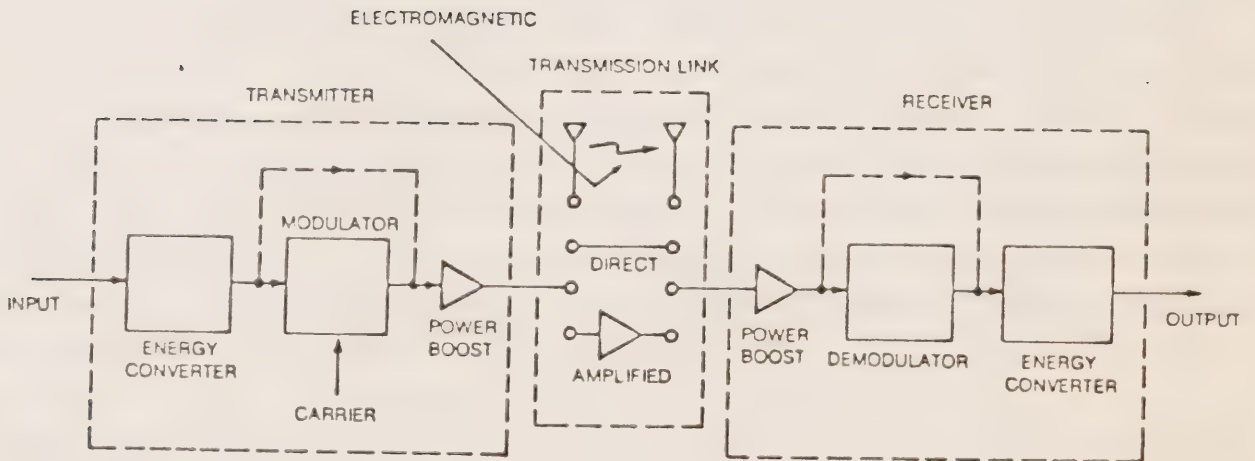 ELECTROMAGNETIC
TRANSMISSION LINK
TRANSMITTER
RECEIVER
MODULATOR
DIRECT
INPUT
ENERGY
CONVERTER
POWER
BOOST
CARRIER
AMPLIFIED
POWER
BOOST
DEMODULATOR
ENERGY
CONVERTER
OUTPUT